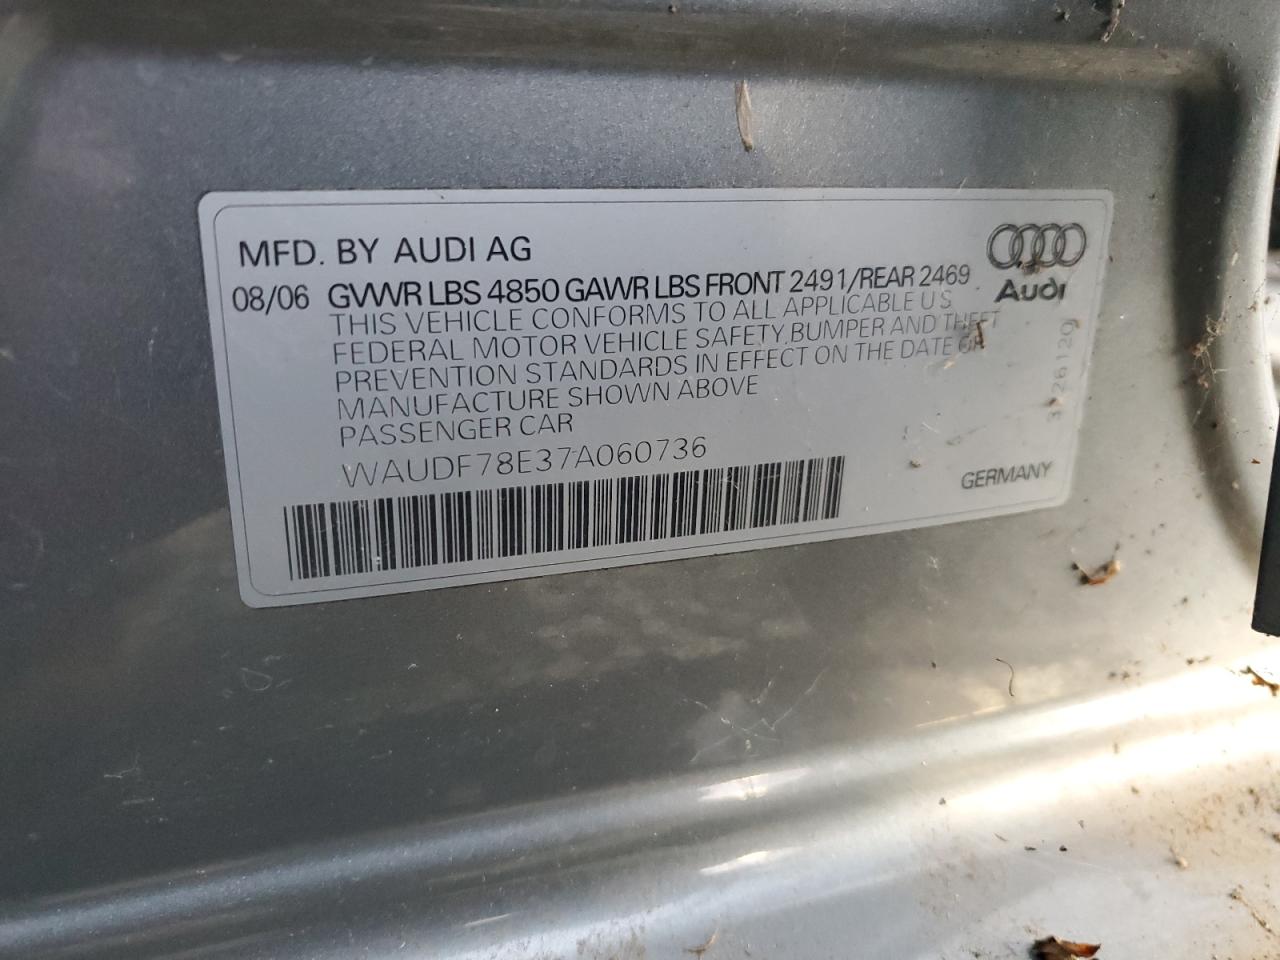 MFD. BY AUDI AG
08/06 GVWR LBS 4850 GAWR LBS FRONT 2491/REAR 2469
Audi
THIS VEHICLE CONFORMS TO ALL APPLICABLE U S
FEDERAL MOTOR VEHICLE SAFETY.BUMPER AND THEFT
PREVENTION STANDARDS IN EFFECT ON THE DATE OF
MANUFACTURE SHOWN ABOVE
PASSENGER CAR
WAUDF78E37A060736
GERMANY